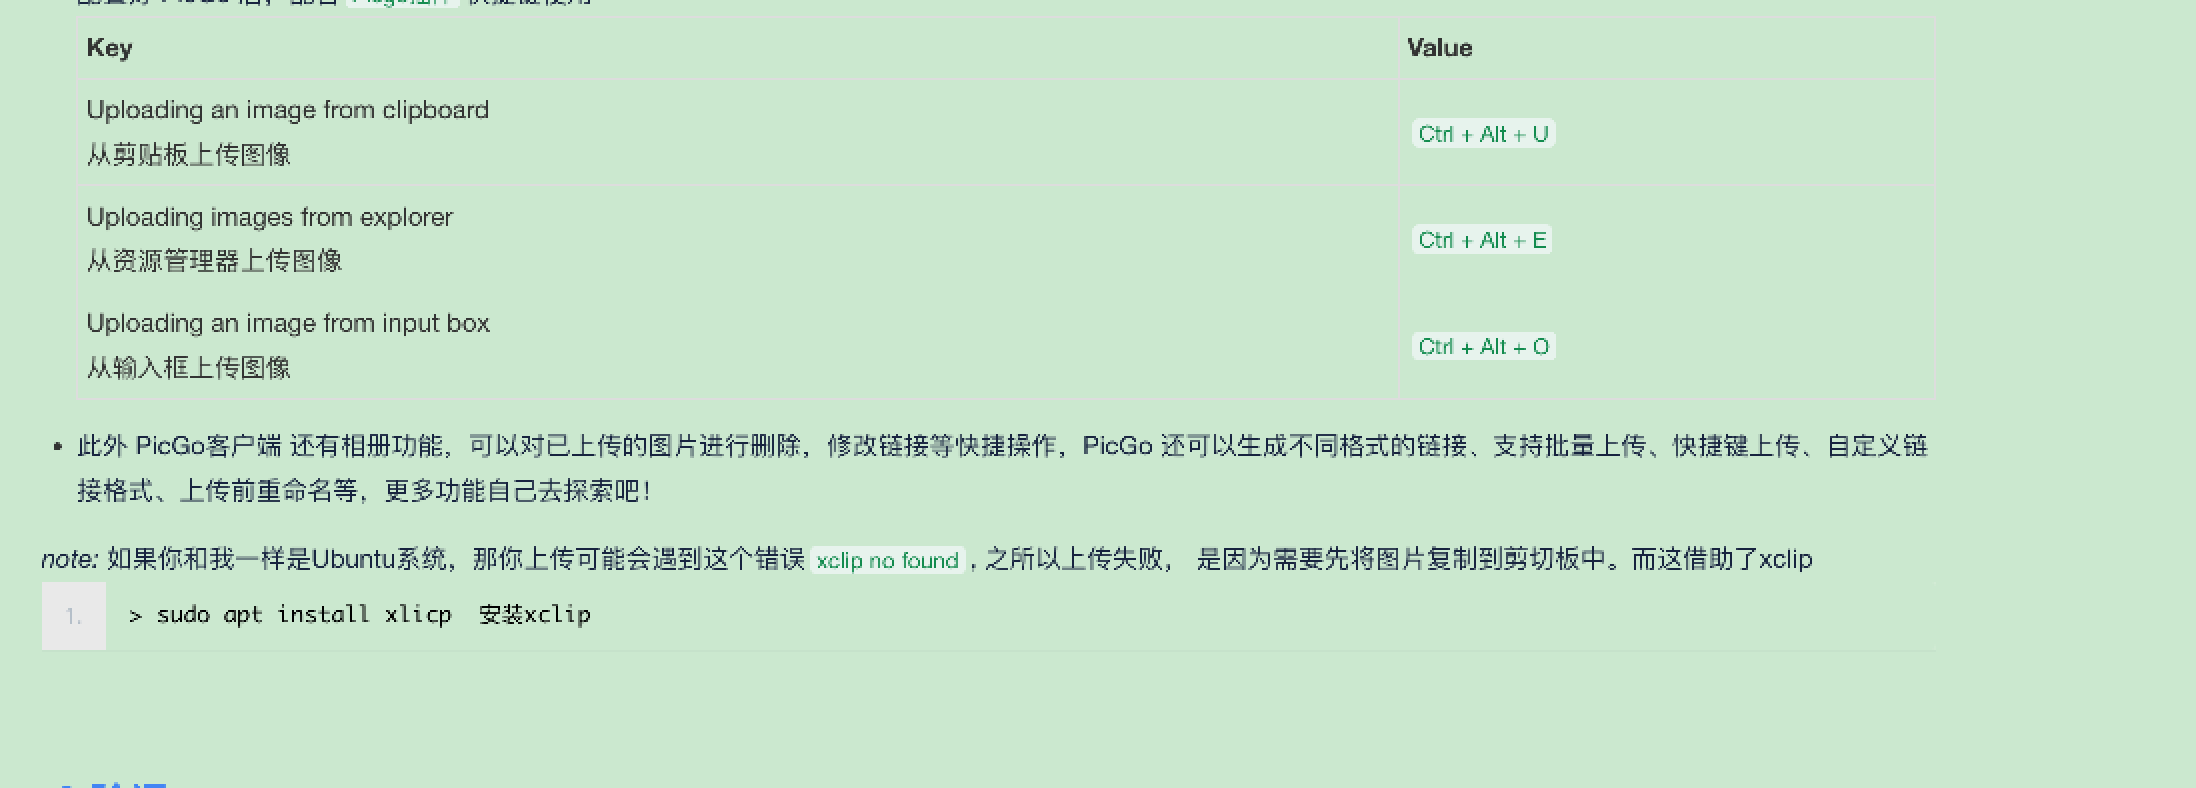 Key Value
Uploading an image from clipboard
从剪贴板上传图像
Ctrl + Alt + U
Uploading images from explorer
从资源管理器上传图像
Ctrl + Alt + E
Uploading an image from input box
从输入框上传图像
Ctrl + Alt + O
• 此外 PicGo客户端 还有相册功能，可以对已上传的图片进行删除，修改链接等快捷操作，PicGo 还可以生成不同格式的链接、支持批量上传、快捷键上传、自定义链
接格式、上传前重命名等，更多功能自己去探索吧！
note: 如果你和我一样是Ubuntu系统，那你上传可能会遇到这个错误 xclip no found , 之所以上传失败， 是因为需要先将图片复制到剪切板中。而这借助了xclip
1. > sudo apt install xlicp 安装xclip